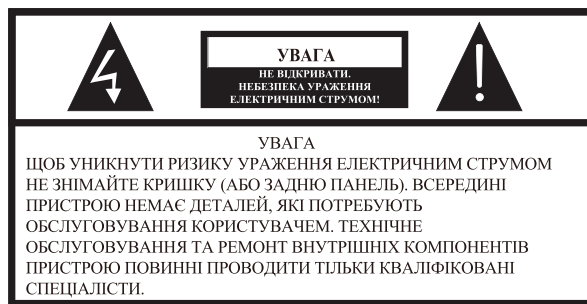 УВАГА
НЕ ВІДКРИВАТИ.
НЕБЕЗПЕКА УРАЖЕННЯ
ЕЛЕКТРИЧНИМ СТРУМОМ!
УВАГА
ЩОБ УНИКНУТИ РИЗИКУ УРАЖЕННЯ ЕЛЕКТРИЧНИМ СТРУМОМ
НЕ ЗНІМАЙТЕ КРИШКУ (АБО ЗАДНЮ ПАНЕЛЬ). ВСЕРЕДИНІ
ПРИСТРОЮ НЕМАЄ ДЕТАЛЕЙ, ЯКІ ПОТРЕБУЮТЬ
ОБСЛУГОВУВАННЯ КОРИСТУВАЧЕМ. ТЕХНІЧНЕ
ОБСЛУГОВУВАННЯ ТА РЕМОНТ ВНУТРІШНІХ КОМПОНЕНТІВ
ПРИСТРОЮ ПОВИННІ ПРОВОДИТИ ТІЛЬКИ КВАЛІФІКОВАНІ
СПЕЦІАЛІСТИ.